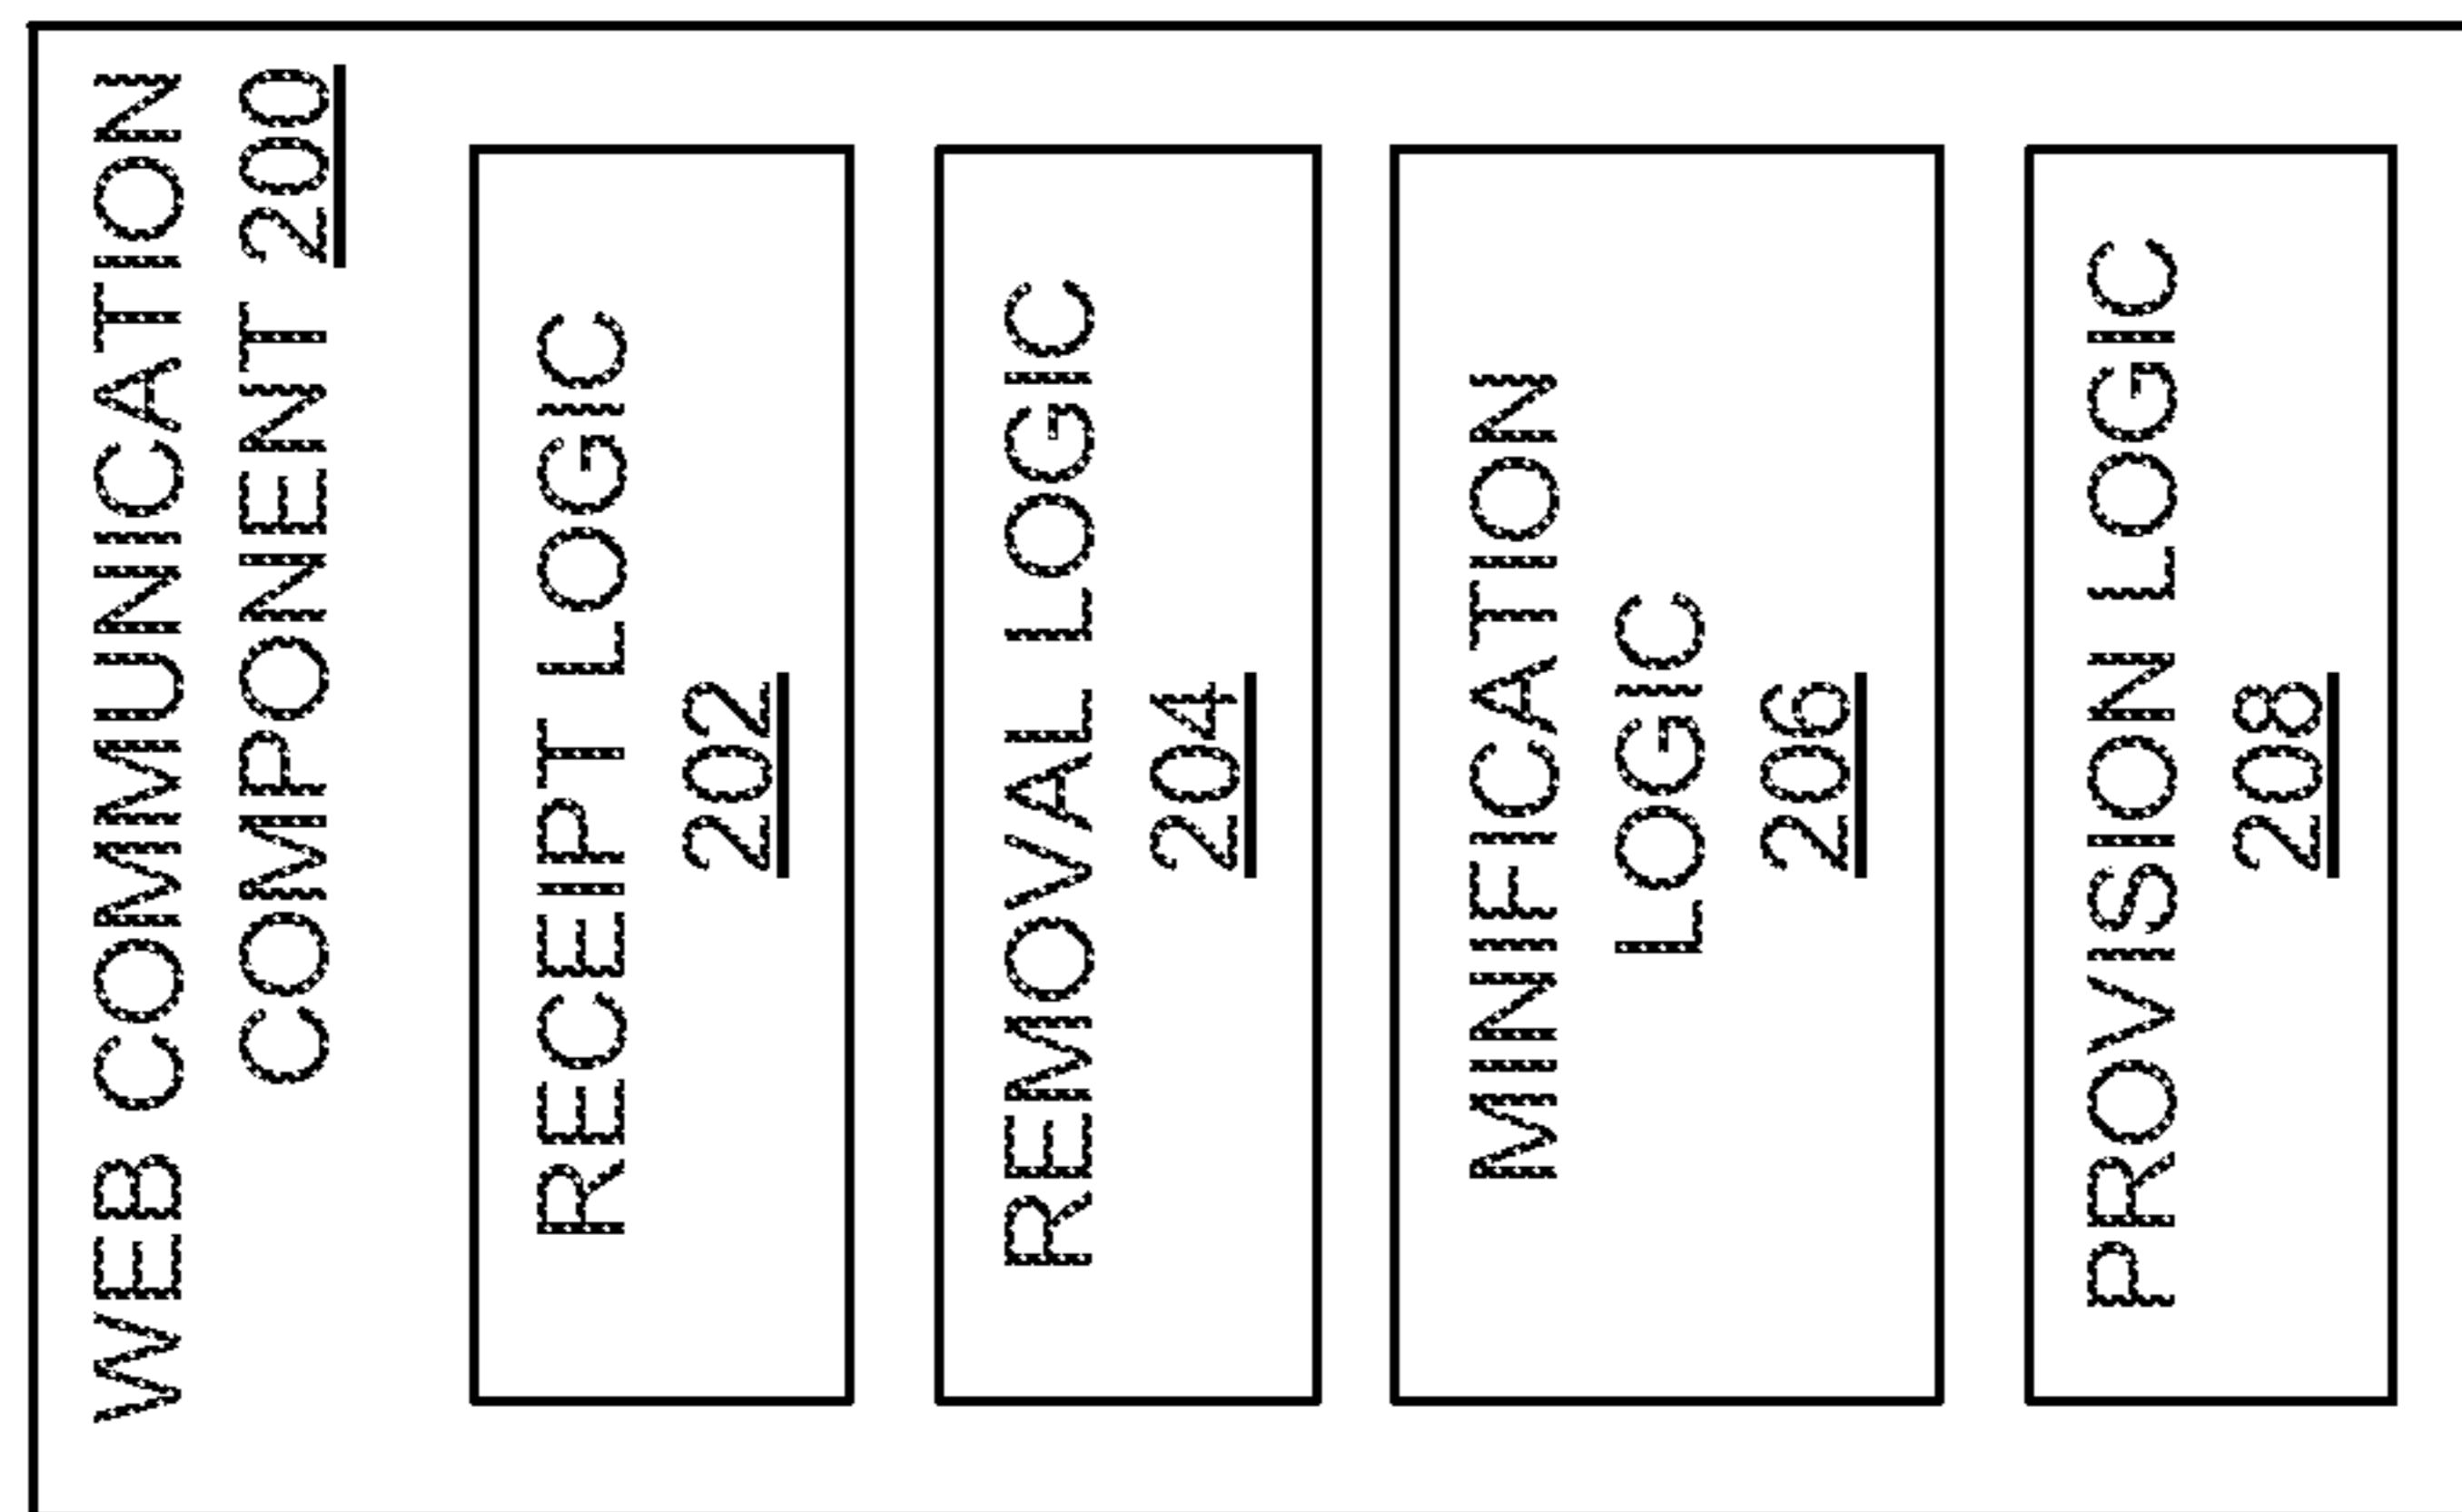 WEB COMMUNICATION
COMPONENT 200
RECEIPT LOGIC
202
REMOVAL LOGIC
204
MINIFICATION
LOGIC
206
PROVISION LOGIC
208